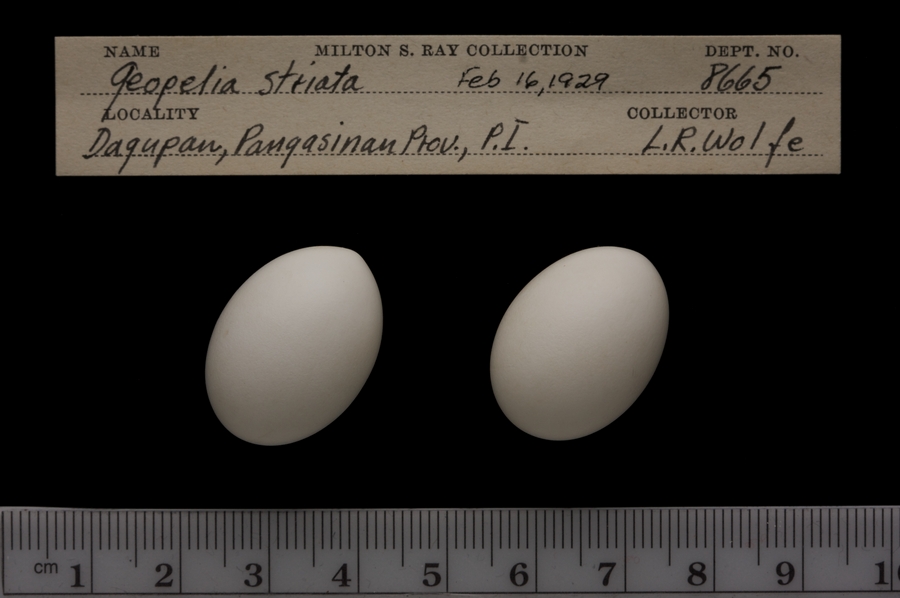 NAME MILTON S. RAY COLLECTION DEPT. NO.
Geopelia striata Feb 16, 1929 8665
LOCALITY COLLECTOR
Dagupan, Pangasinan Prov., P.I. L.R. Wolfe
cm 1 2 3 4 5 6 7 8 9 10